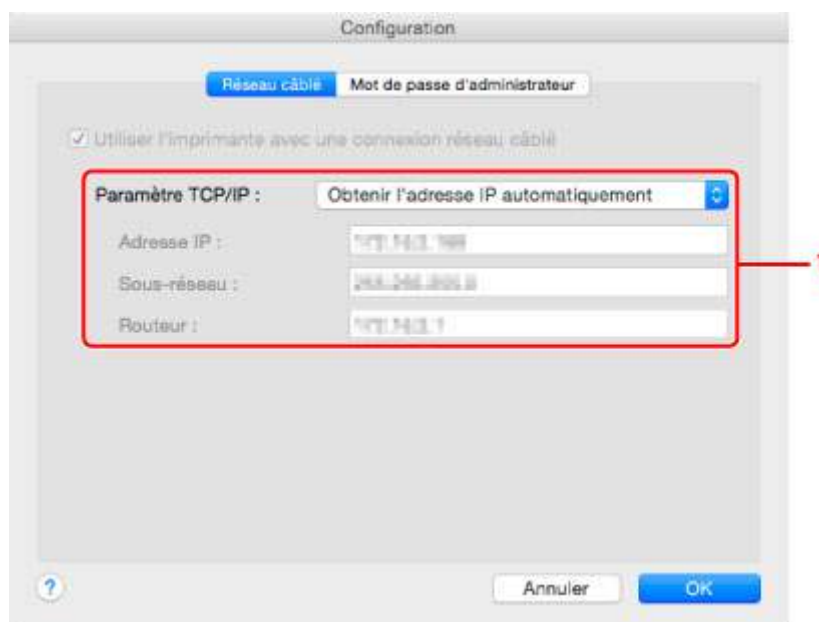 Configuration
Réseau câblé Mot de passe d'administrateur
Utiliser l'imprimante avec une connexion réseau câblé
Paramètre TCP/IP : Obtenir l'adresse IP automatiquement
Adresse IP :
Sous-réseau :
Routeur :
? Annuler OK